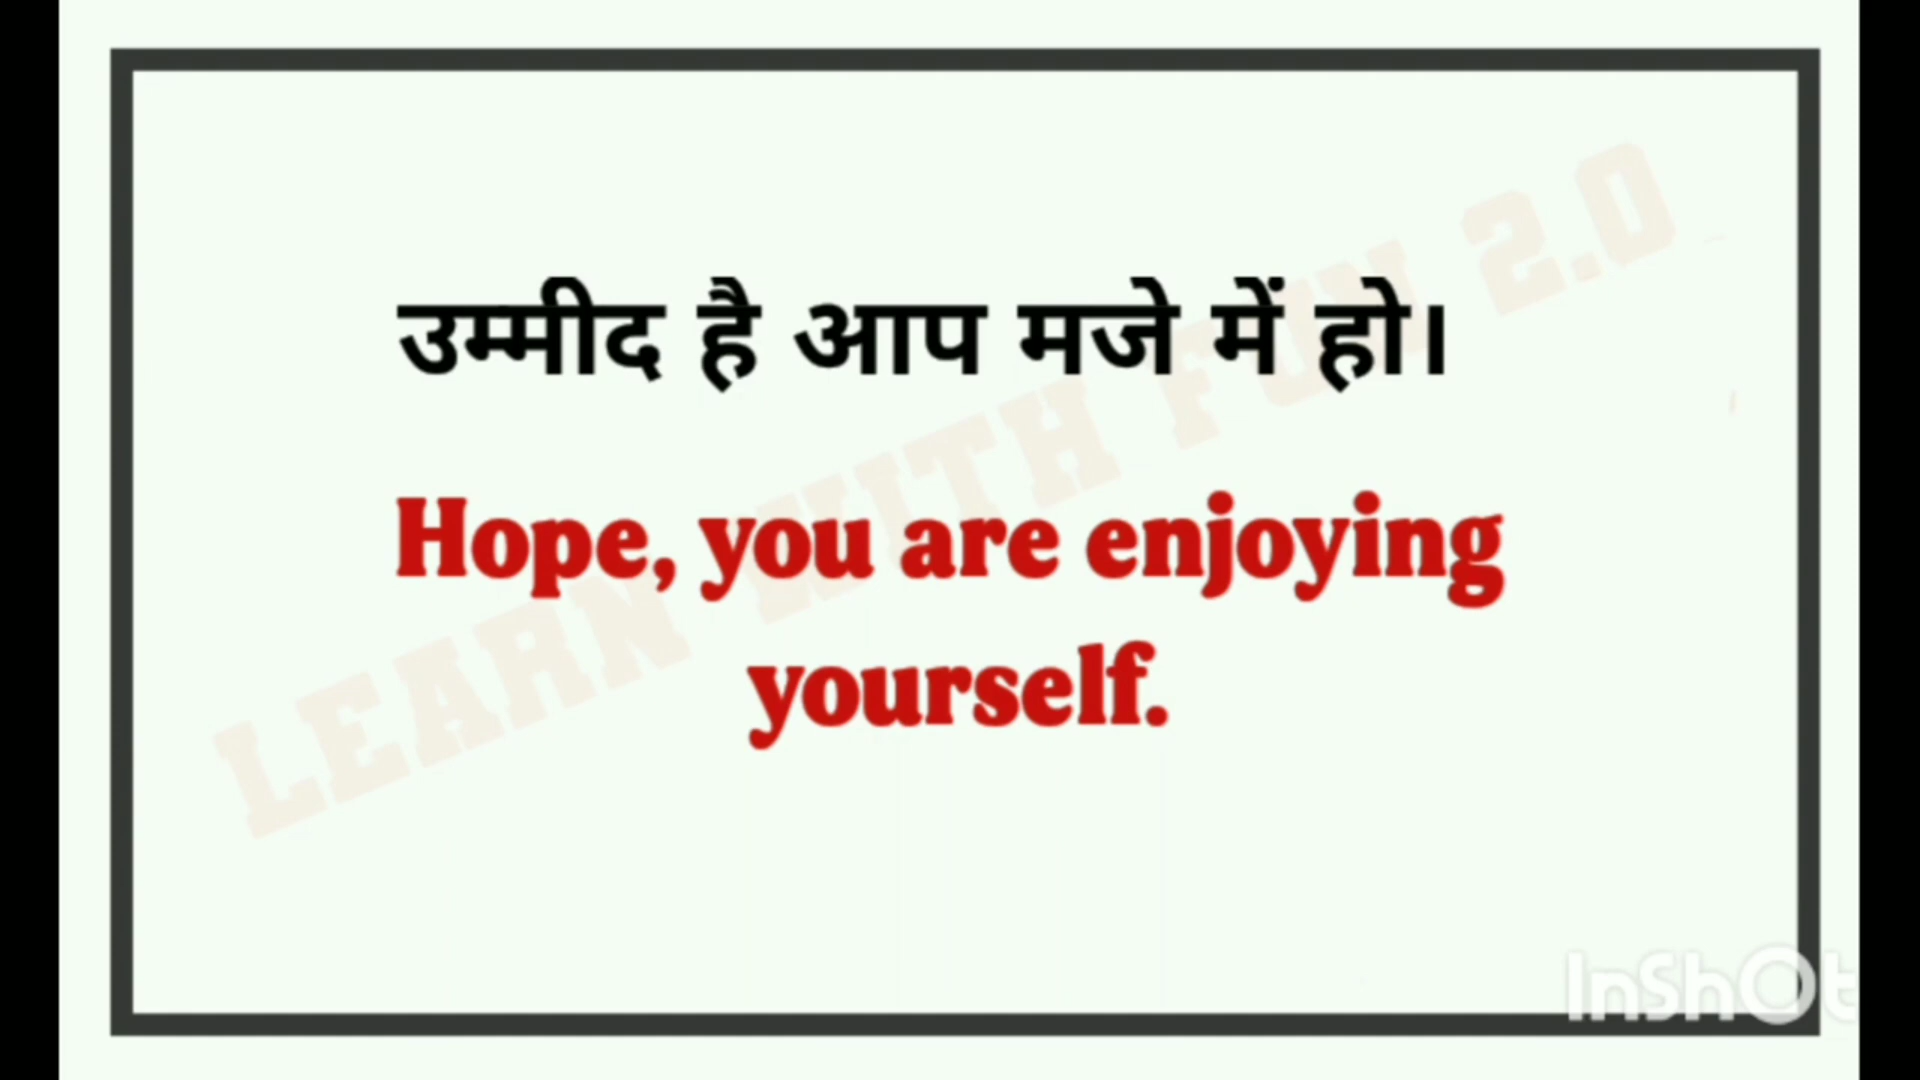 उम्मीद है आप मजे में हो।
Hope, you are enjoying
yourself.
LEARN WITH FUN 2.0
InShOt